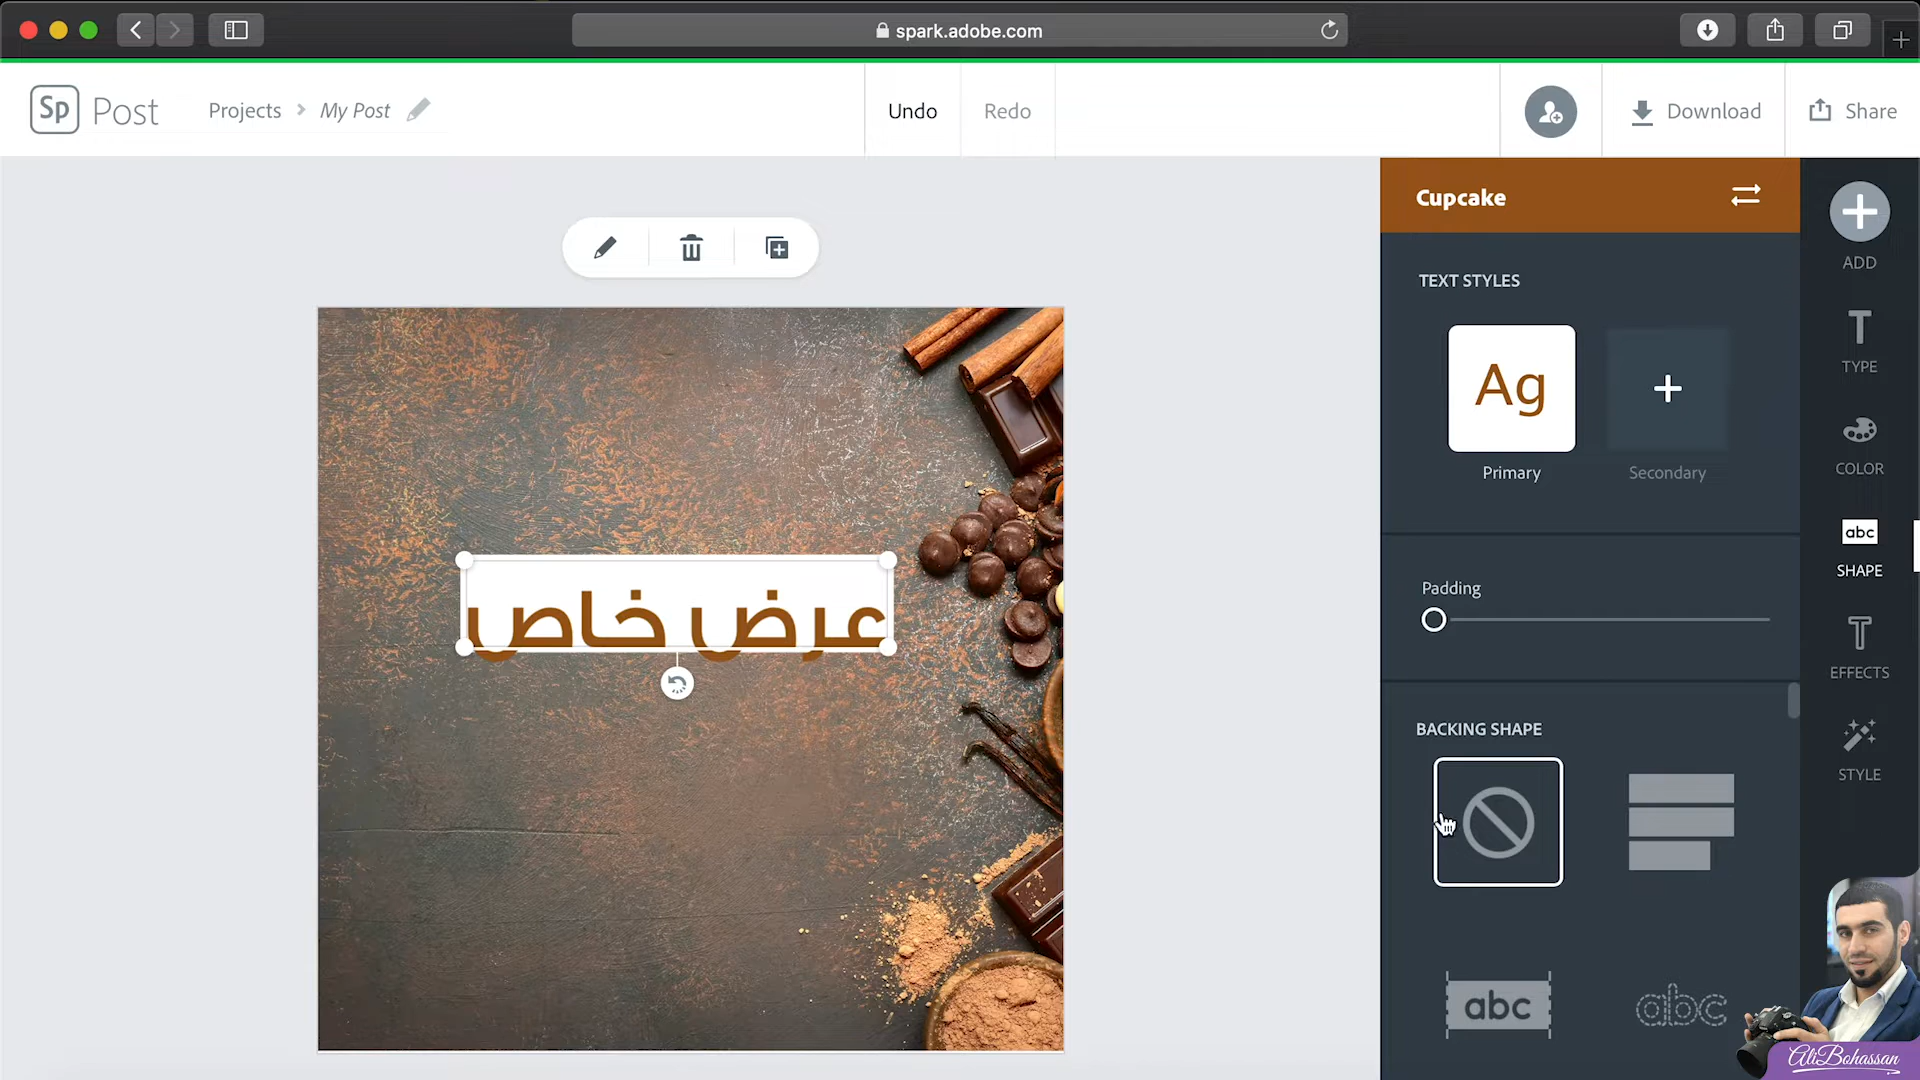 spark.adobe.com
Sp Post
Projects > My Post
Undo
Redo
Download
Share
Cupcake
TEXT STYLES
Ag
Primary
Secondary
Padding
BACKING SHAPE
abc
abc
ADD
TYPE
COLOR
abc
SHAPE
EFFECTS
STYLE
عرض خاص
AliBohassan